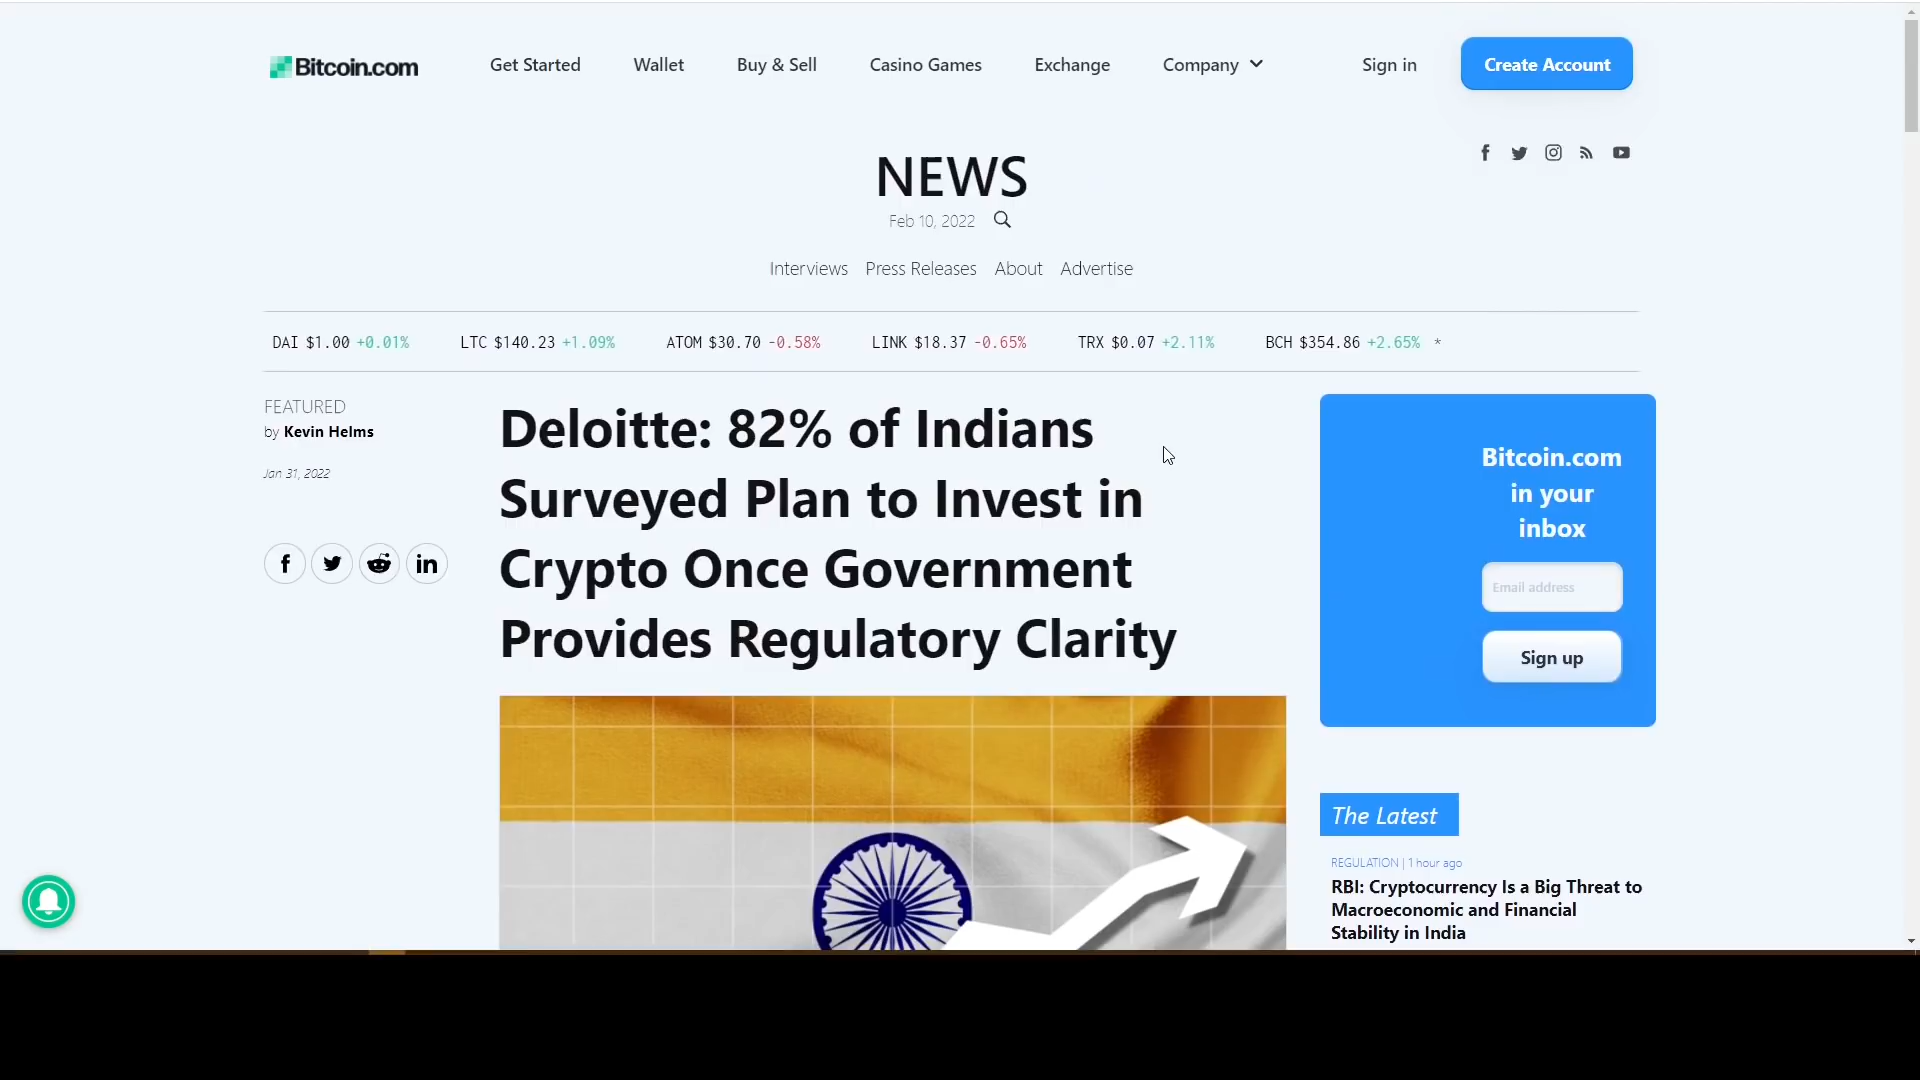 Bitcoin.com
Get Started
Wallet
Buy & Sell
Casino Games
Exchange
Company
Sign in
Create Account
NEWS
Feb 10, 2022
Interviews
Press Releases
About
Advertise
DAI $1.00 +0.01%
LTC $140.23 +1.09%
ATOM $30.70 -0.58%
LINK $18.37 -0.65%
TRX $0.07 +2.11%
BCH $354.86 +2.65% *
FEATURED
by Kevin Helms
Jan 31, 2022
Deloitte: 82% of Indians
Surveyed Plan to Invest in
Crypto Once Government
Provides Regulatory Clarity
Bitcoin.com
in your
inbox
Email address
Sign up
The Latest
REGULATION | 1 hour ago
RBI: Cryptocurrency Is a Big Threat to
Macroeconomic and Financial
Stability in India